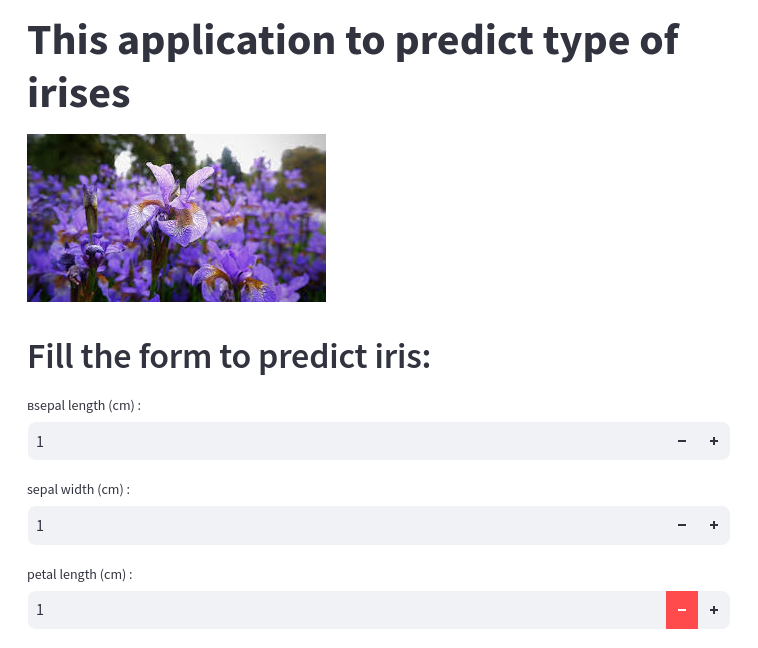 This application to predict type of
irises
Fill the form to predict iris:
вsepal length (cm) :
1
sepal width (cm) :
1
petal length (cm) :
1